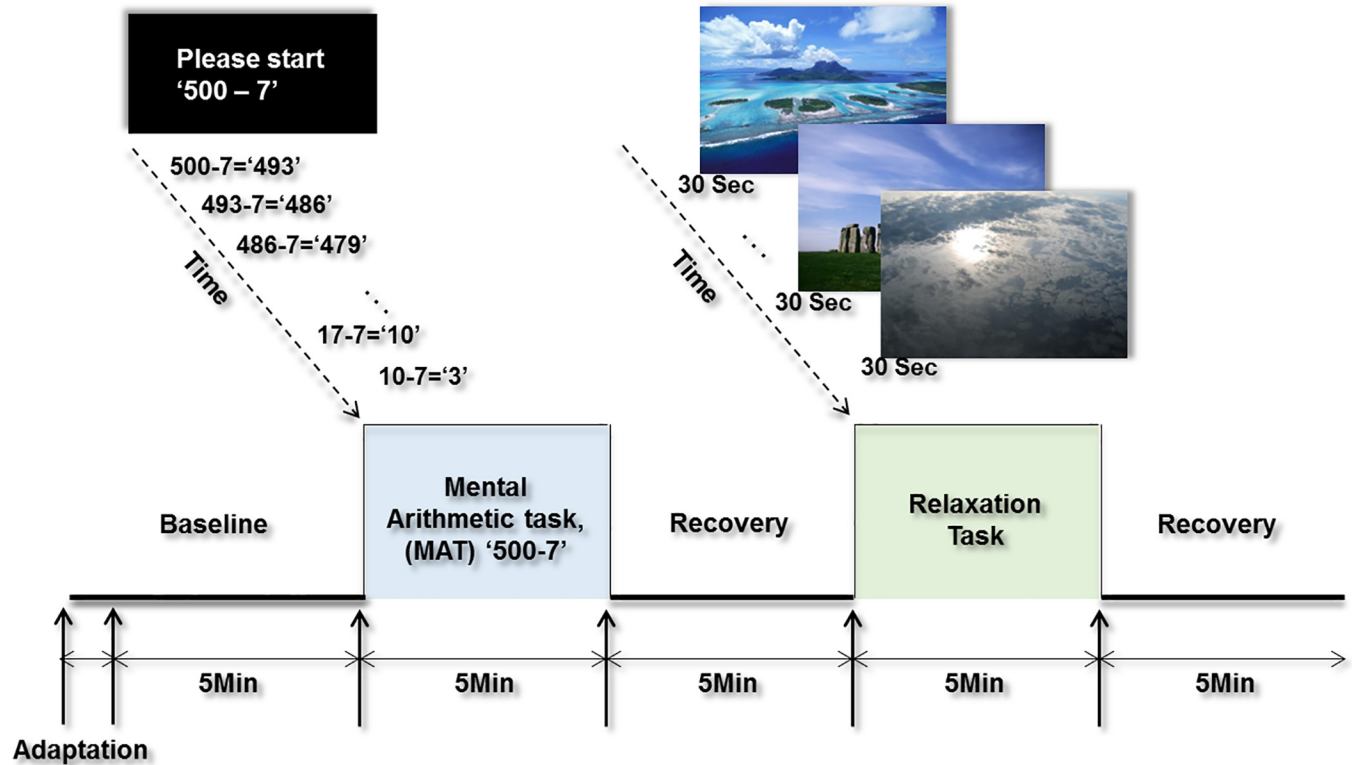 Please start
‘500 – 7’
500-7=‘493’
493-7=‘486’
486-7=‘479’
...
17-7=‘10’
10-7=‘3’
Time
30 Sec
...
30 Sec
30 Sec
Time
Baseline
Mental
Arithmetic task,
(MAT) ‘500-7’
Recovery
Relaxation
Task
Recovery
5Min
5Min
5Min
5Min
5Min
Adaptation